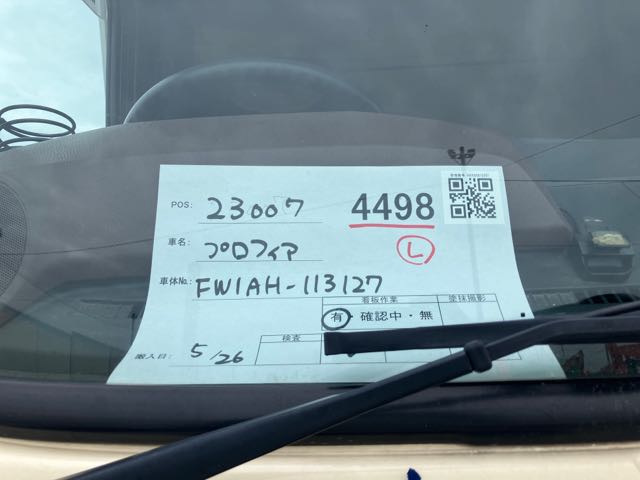 POS: 23007 4498
車名: プロフィア L
車体No.: FW1AH-113127
看板作業 塗抹撮影
有・確認中・無
検査
搬入日: 5/26